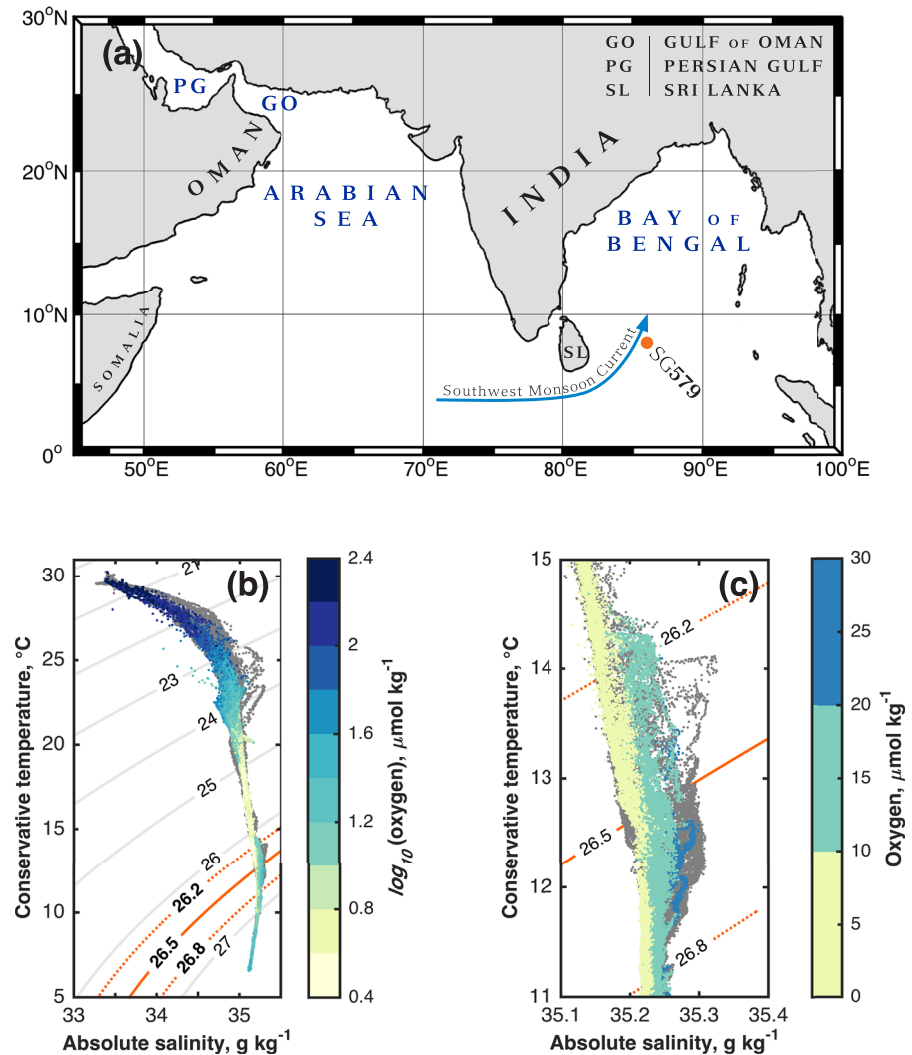 30°N
20°N
10°N
0°
50°E
60°E
70°E
80°E
90°E
100°E
(a)
GO GULF OF OMAN
PG PERSIAN GULF
SL SRI LANKA
PG
GO
OMAN
ARABIAN
SEA
INDIA
BAY OF
BENGAL
SOMALIA
SL
Southwest Monsoon Current
SG579
(b)
Conservative temperature, °C
30
25
20
15
10
5
33
34
35
Absolute salinity, g kg-1
21
23
24
25
26
26.2
26.5
26.8
27
2.4
2
1.6
1.2
0.8
0.4
log10(oxygen), μmol kg-1
(c)
Conservative temperature, °C
15
14
13
12
11
35.1
35.2
35.3
35.4
Absolute salinity, g kg-1
26.2
26.5
26.8
30
25
20
15
10
5
0
Oxygen, μmol kg-1